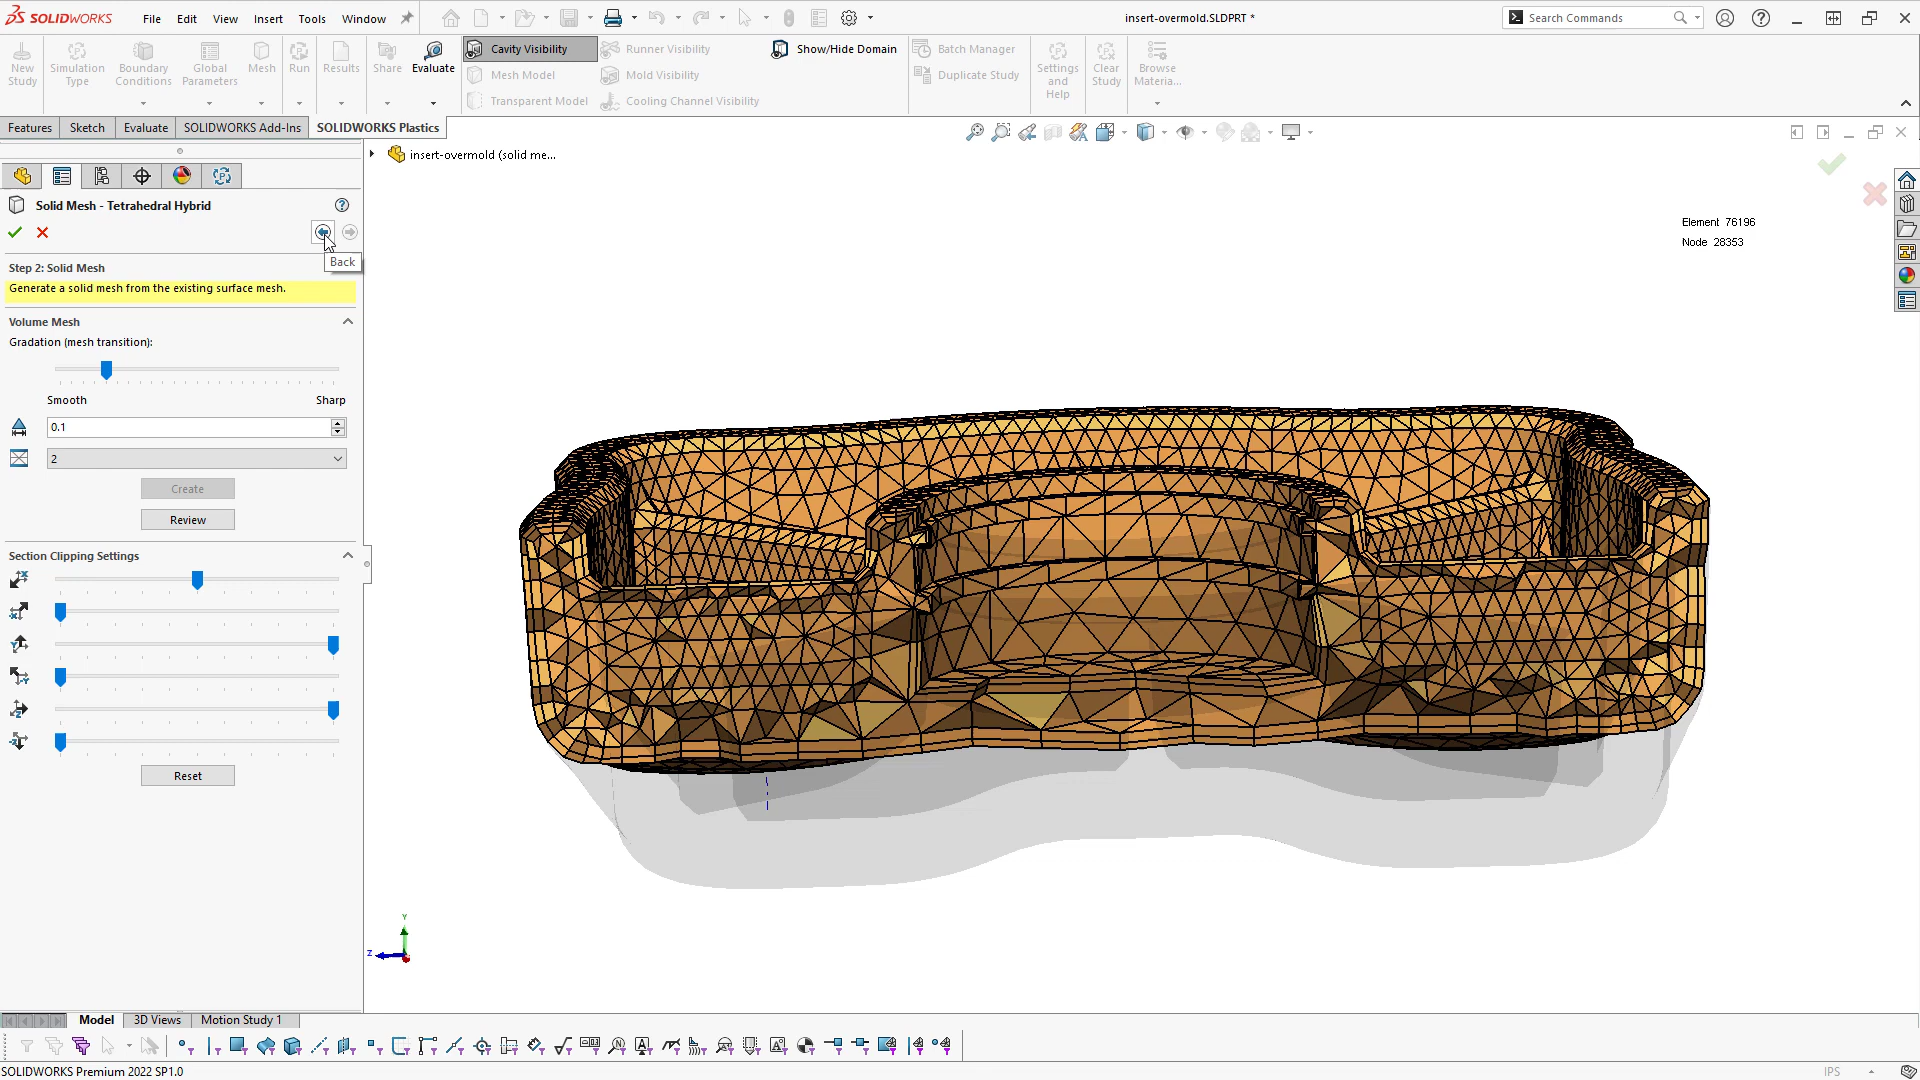 SOLIDWORKS
File Edit View Insert Tools Window
insert-overmold.SLDPRT *
Search Commands
New Study
Simulation Type
Boundary Conditions
Global Parameters
Mesh
Run
Results
Share
Evaluate
Cavity Visibility
Mesh Model
Transparent Model
Runner Visibility
Mold Visibility
Cooling Channel Visibility
Show/Hide Domain
Batch Manager
Duplicate Study
Settings and Help
Clear Study
Browse Materia...
Features Sketch Evaluate SOLIDWORKS Add-Ins SOLIDWORKS Plastics
insert-overmold (solid me...
Solid Mesh - Tetrahedral Hybrid
Back
Step 2: Solid Mesh
Generate a solid mesh from the existing surface mesh.
Volume Mesh
Gradation (mesh transition):
Smooth Sharp
0.1
2
Create
Review
Section Clipping Settings
Reset
Element 76196
Node 28353
Y
Z
Model 3D Views Motion Study 1
SOLIDWORKS Premium 2022 SP1.0
IPS